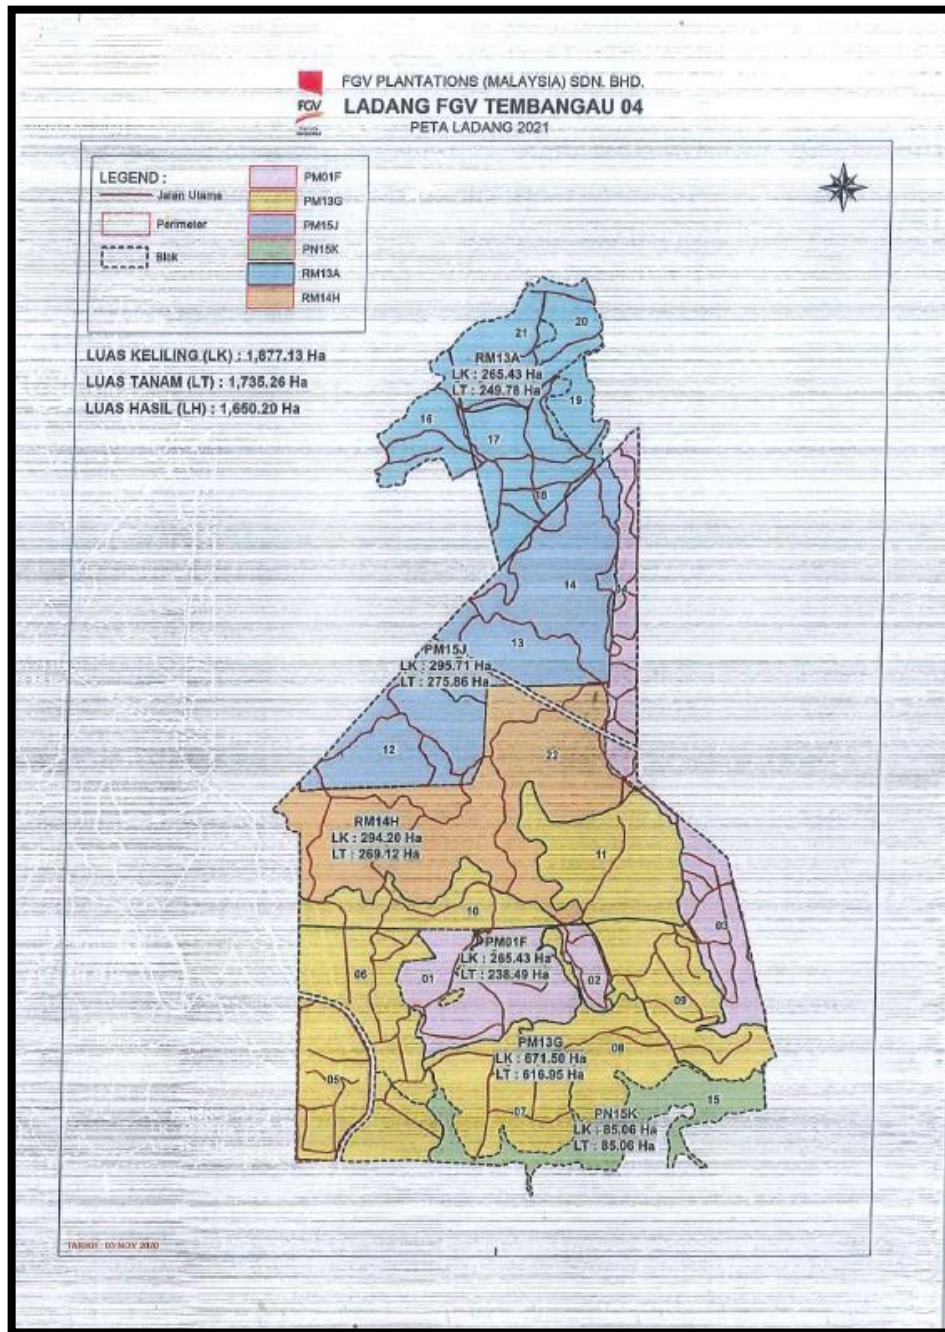 FGV PLANTATIONS (MALAYSIA) SDN. BHD.
FGV
LADANG FGV TEMBANGAU 04
PETA LADANG 2021
LEGEND :
Jalan Utama
Perimeter
Blok
PM01F
PM13G
PM15J
PN15K
RM13A
RM14H
LUAS KELILING (LK) : 1,877.13 Ha
LUAS TANAM (LT) : 1,735.26 Ha
LUAS HASIL (LH) : 1,650.20 Ha
20
21
RM13A
LK : 265.43 Ha
LT : 249.78 Ha
19
16
17
18
14
04
13
PM15J
LK : 295.71 Ha
LT : 275.86 Ha
12
22
RM14H
LK : 294.20 Ha
LT : 269.12 Ha
11
10
03
PM01F
LK : 265.43 Ha
LT : 238.49 Ha
06
01
02
09
PM13G
LK : 671.50 Ha
LT : 616.95 Ha
08
05
07
15
PN15K
LK : 85.06 Ha
LT : 85.06 Ha
TARIKH : 03 NOV 2020